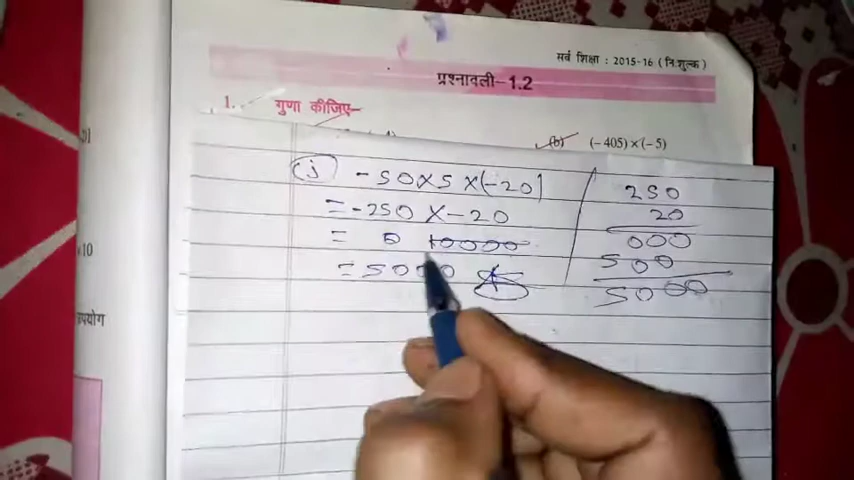 सर्व शिक्षा : 2015-16 (नि:शुल्क)
प्रश्नावली-1.2
1. गुणा कीजिए-
(b) (-405)×(-5)
(j) -50×5×(-20)
= -250 × -20
= 10000
= 5000
250
20
000
500
5000